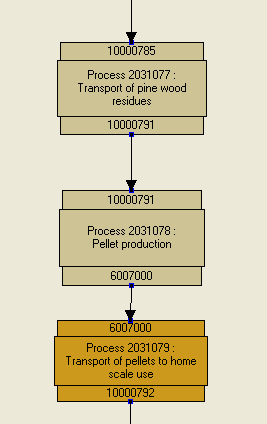 10000785
Process 2031077 :
Transport of pine wood
residues
10000791
10000791
Process 2031078 :
Pellet production
6007000
6007000
Process 2031079 :
Transport of pellets to home
scale use
10000792